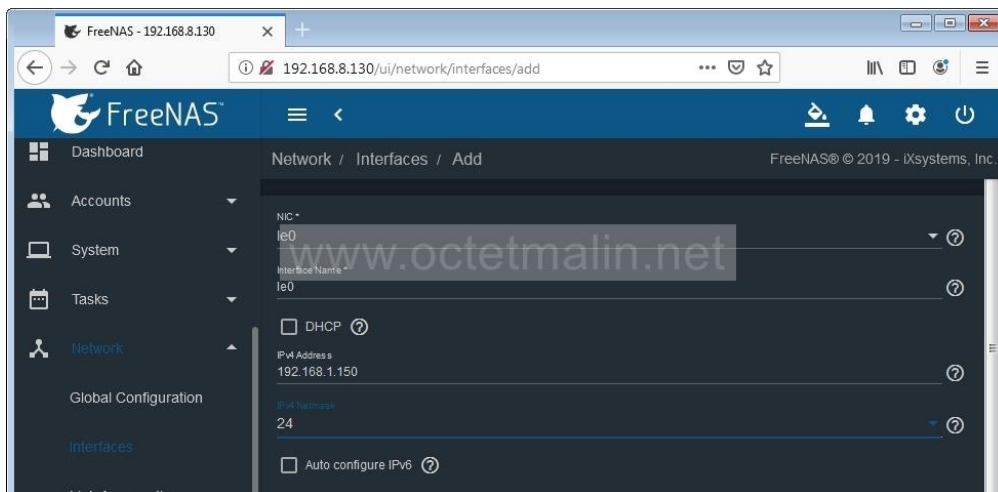 FreeNAS - 192.168.8.130
192.168.8.130/ui/network/interfaces/add
FreeNAS
Dashboard
Network / Interfaces / Add
FreeNAS® © 2019 - iXsystems, Inc.
Accounts
NIC *
le0
www.octetmalin.net
System
Interface Name *
le0
Tasks
DHCP
Network
IPv4 Address
192.168.1.150
Global Configuration
IPv4 Netmask
24
Interfaces
Auto configure IPv6